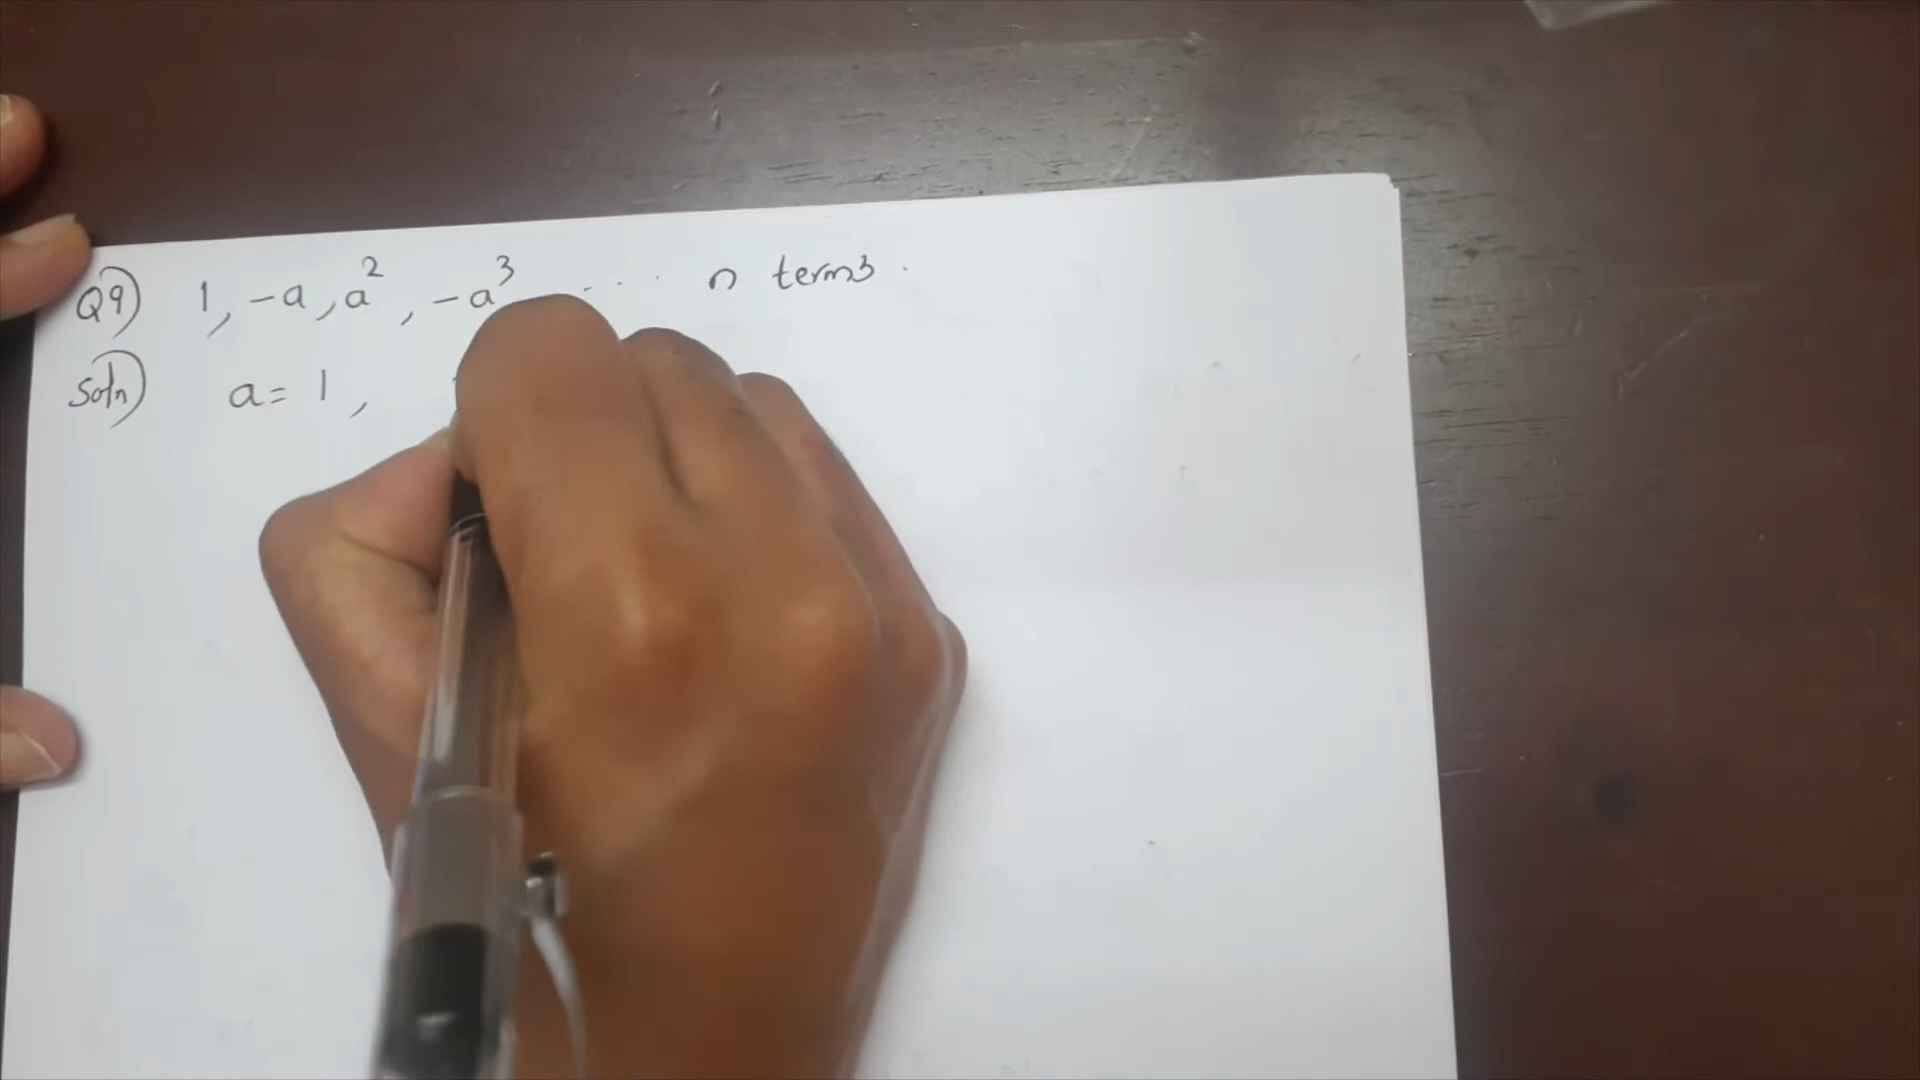 Q9) 1, -a, a², -a³ ..... n terms.
Soln) a= 1,